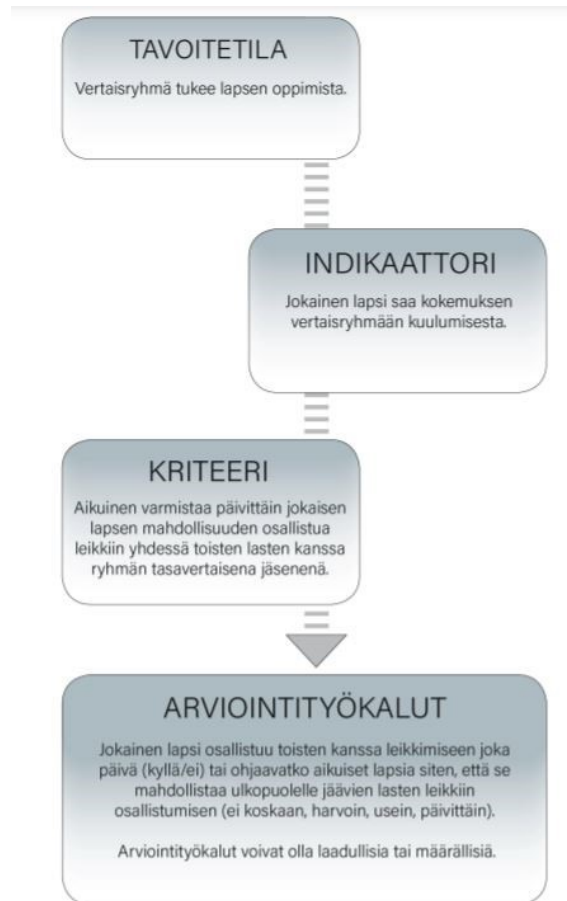 TAVOITETILA
Vertaisryhmä tukee lapsen oppimista.
INDIKAATTORI
Jokainen lapsi saa kokemuksen
vertaisryhmään kuulumisesta.
KRITEERI
Aikuinen varmistaa päivittäin jokaisen
lapsen mahdollisuuden osallistua
leikkiin yhdessä toisten lasten kanssa
ryhmän tasavertaisena jäsenenä.
ARVIOINTITYÖKALUT
Jokainen lapsi osallistuu toisten kanssa leikkimiseen joka
päivä (kyllä/ei) tai ohjaavatko aikuiset lapsia siten, että se
mahdollistaa ulkopuolelle jäävien lasten leikkiin
osallistumisen (ei koskaan, harvoin, usein, päivittäin).
Arviointityökalut voivat olla laadullisia tai määrällisiä.